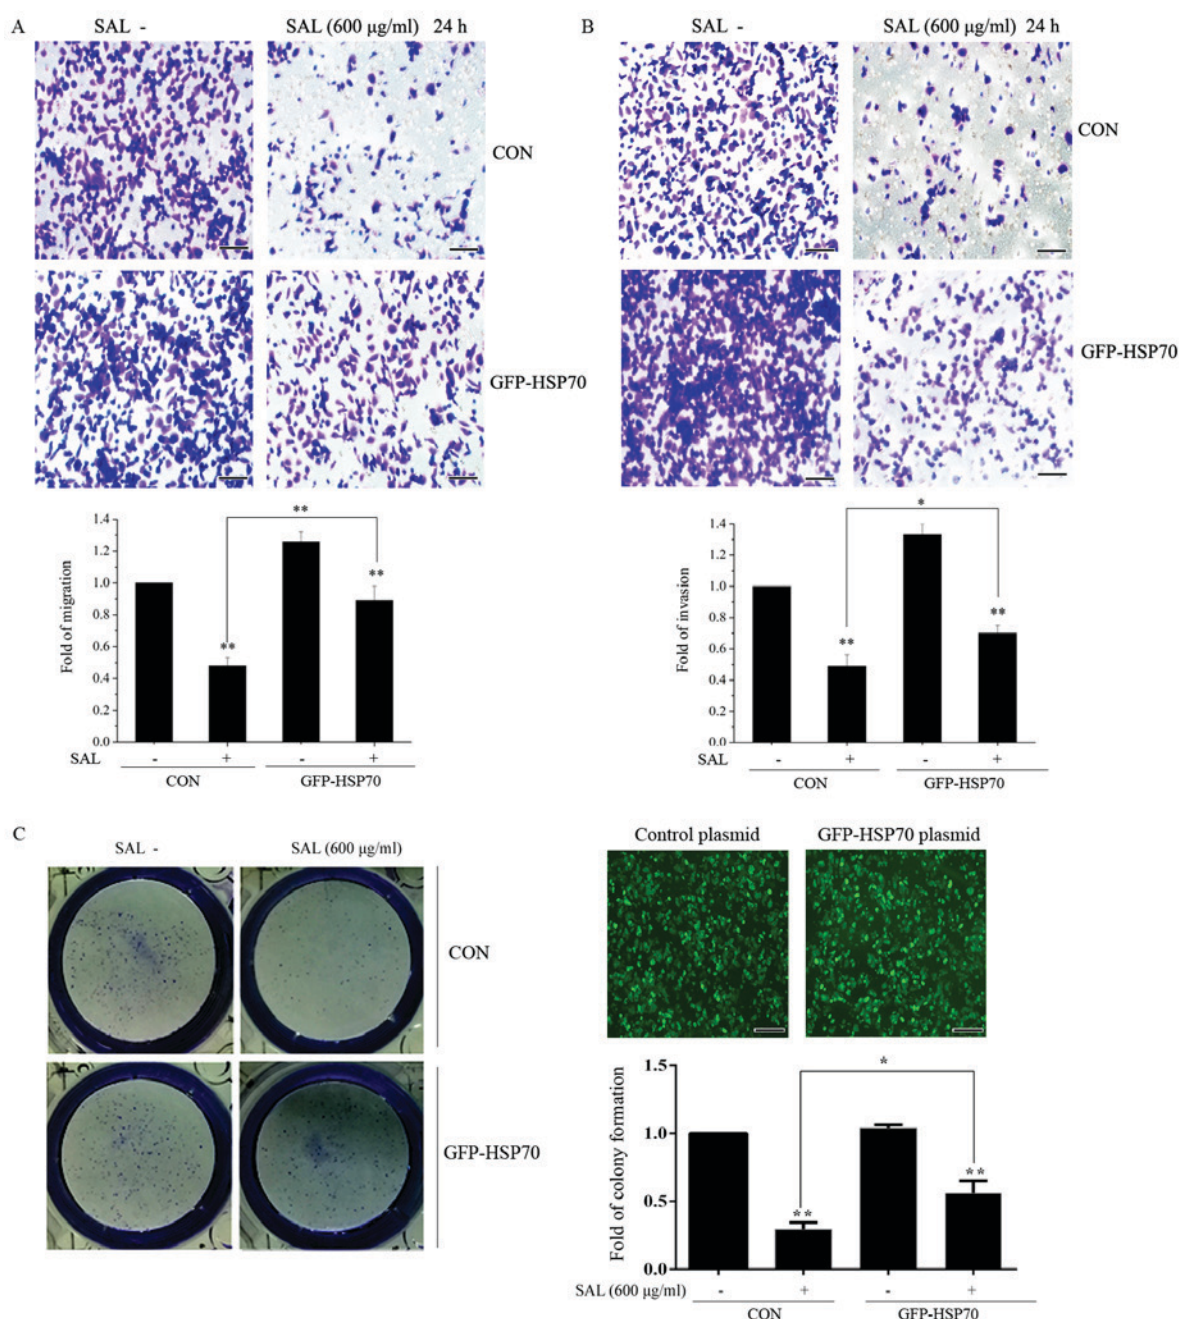 A
SAL -
SAL (600 μg/ml) 24 h
CON
GFP-HSP70
**
**
**
Fold of migration
1.4
1.2
1.0
0.8
0.6
0.4
0.2
0.0
SAL
-
+
-
+
CON
GFP-HSP70
B
SAL -
SAL (600 μg/ml) 24 h
CON
GFP-HSP70
*
**
**
Fold of invasion
1.4
1.2
1.0
0.8
0.6
0.4
0.2
0.0
SAL
-
+
-
+
CON
GFP-HSP70
C
SAL -
SAL (600 μg/ml)
CON
GFP-HSP70
Control plasmid
GFP-HSP70 plasmid
*
**
**
Fold of colony formation
1.5
1.0
0.5
0.0
SAL (600 μg/ml)
-
+
-
+
CON
GFP-HSP70